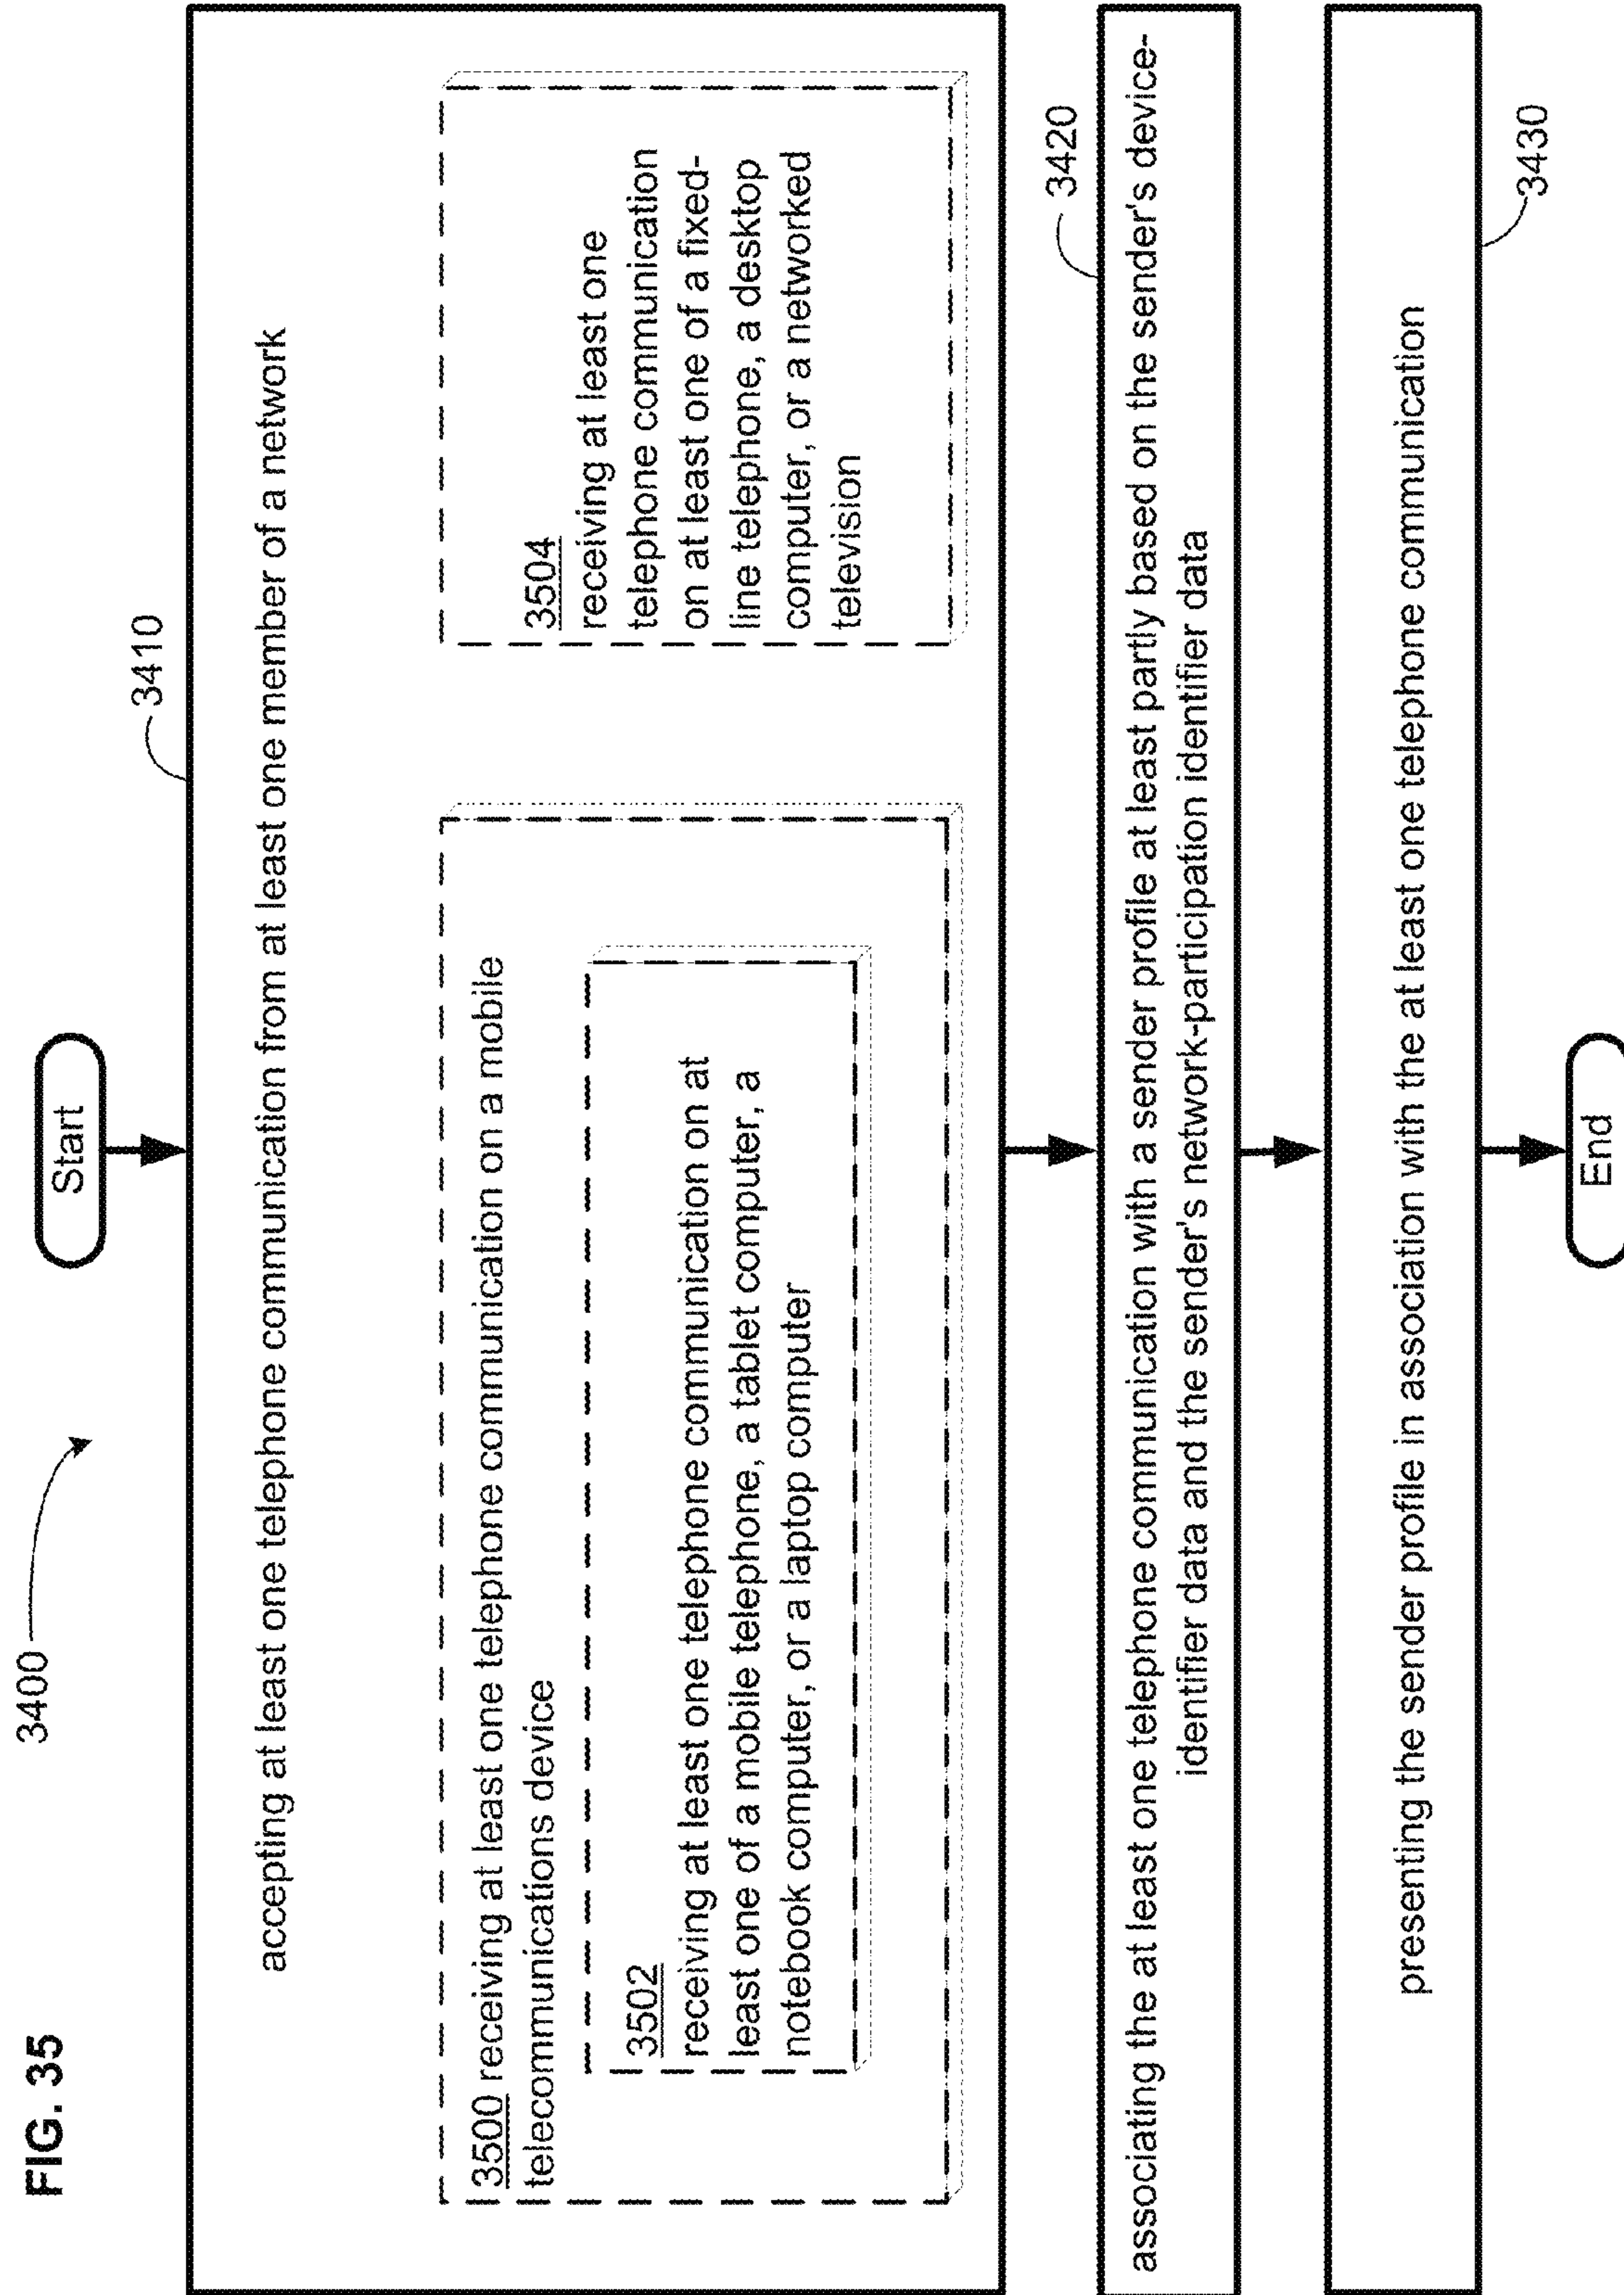 FIG. 35
3400
Start
3410
accepting at least one telephone communication from at least one member of a network
3500 receiving at least one telephone communication on a mobile
telecommunications device
3502
receiving at least one telephone communication on at
least one of a mobile telephone, a tablet computer, a
notebook computer, or a laptop computer
3504
receiving at least one
telephone communication
on at least one of a fixed-
line telephone, a desktop
computer, or a networked
television
3420
associating the at least one telephone communication with a sender profile at least partly based on the sender's device-
identifier data and the sender's network-participation identifier data
3430
presenting the sender profile in association with the at least one telephone communication
End